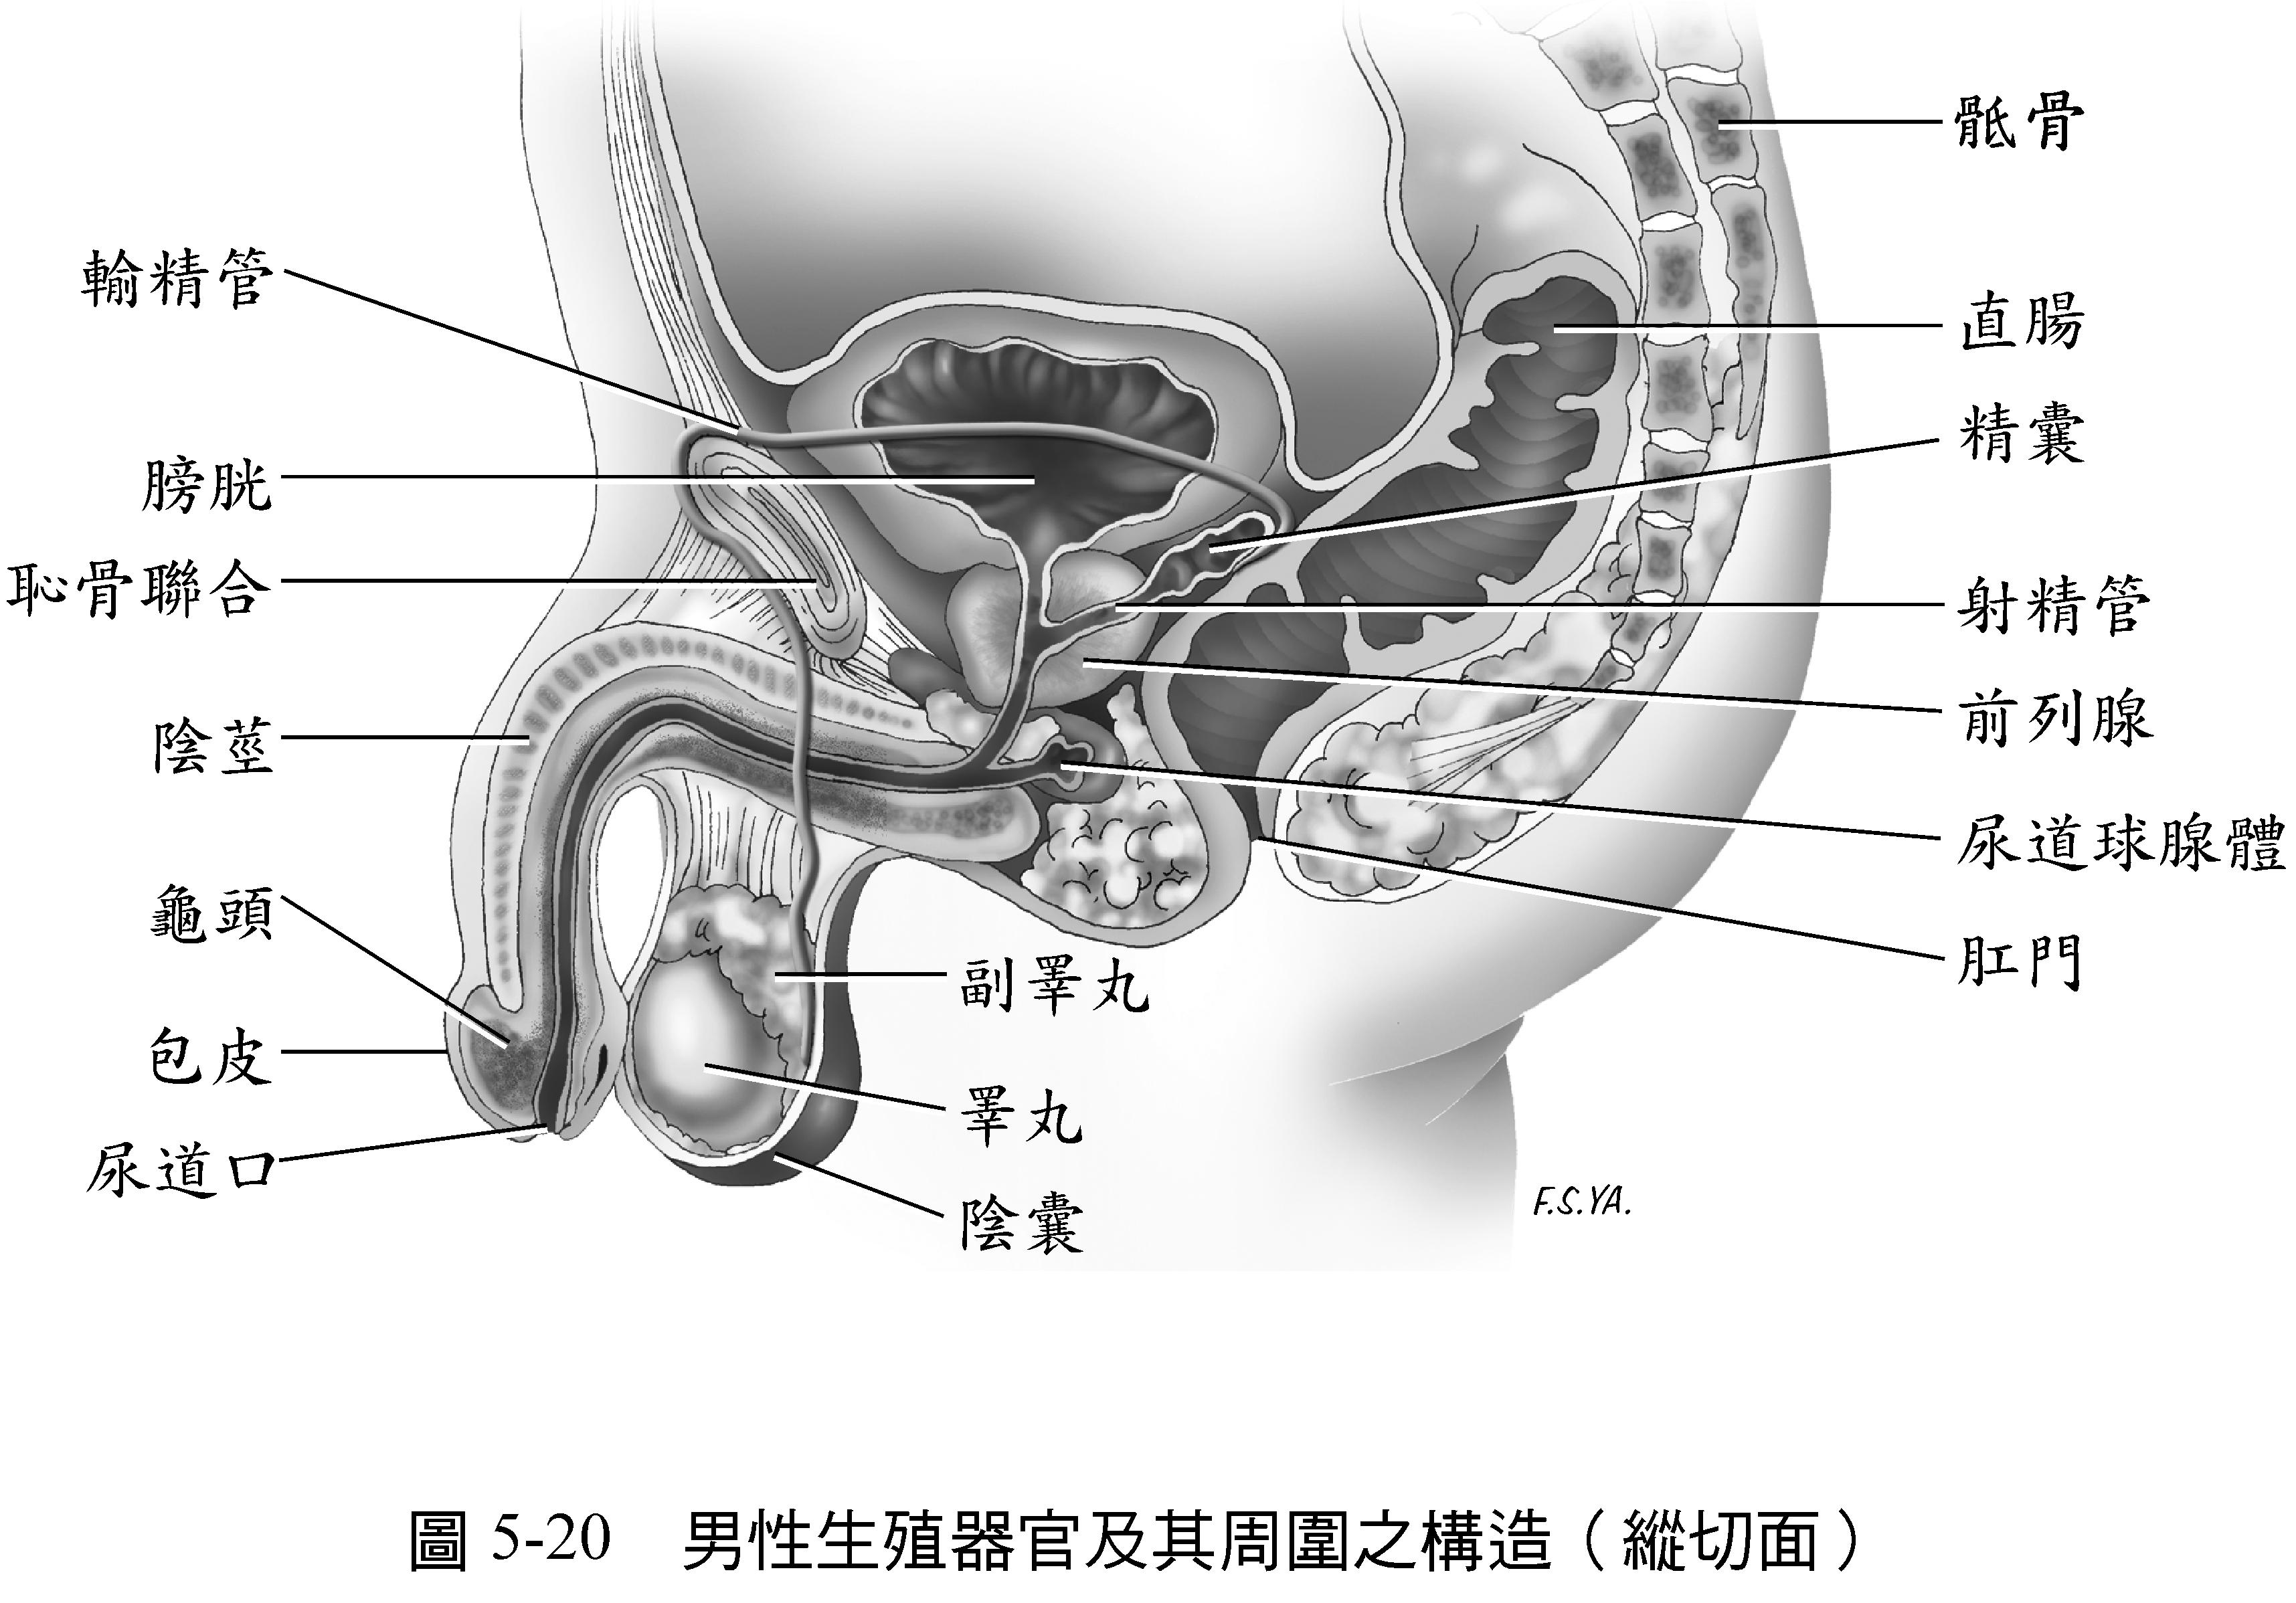 骶骨
輸精管
直腸
精囊
膀胱
恥骨聯合
射精管
陰莖
前列腺
尿道球腺體
龜頭
肛門
副睪丸
包皮
睪丸
尿道口
陰囊
F.S.YA.
圖 5-20 男性生殖器官及其周圍之構造（縱切面）